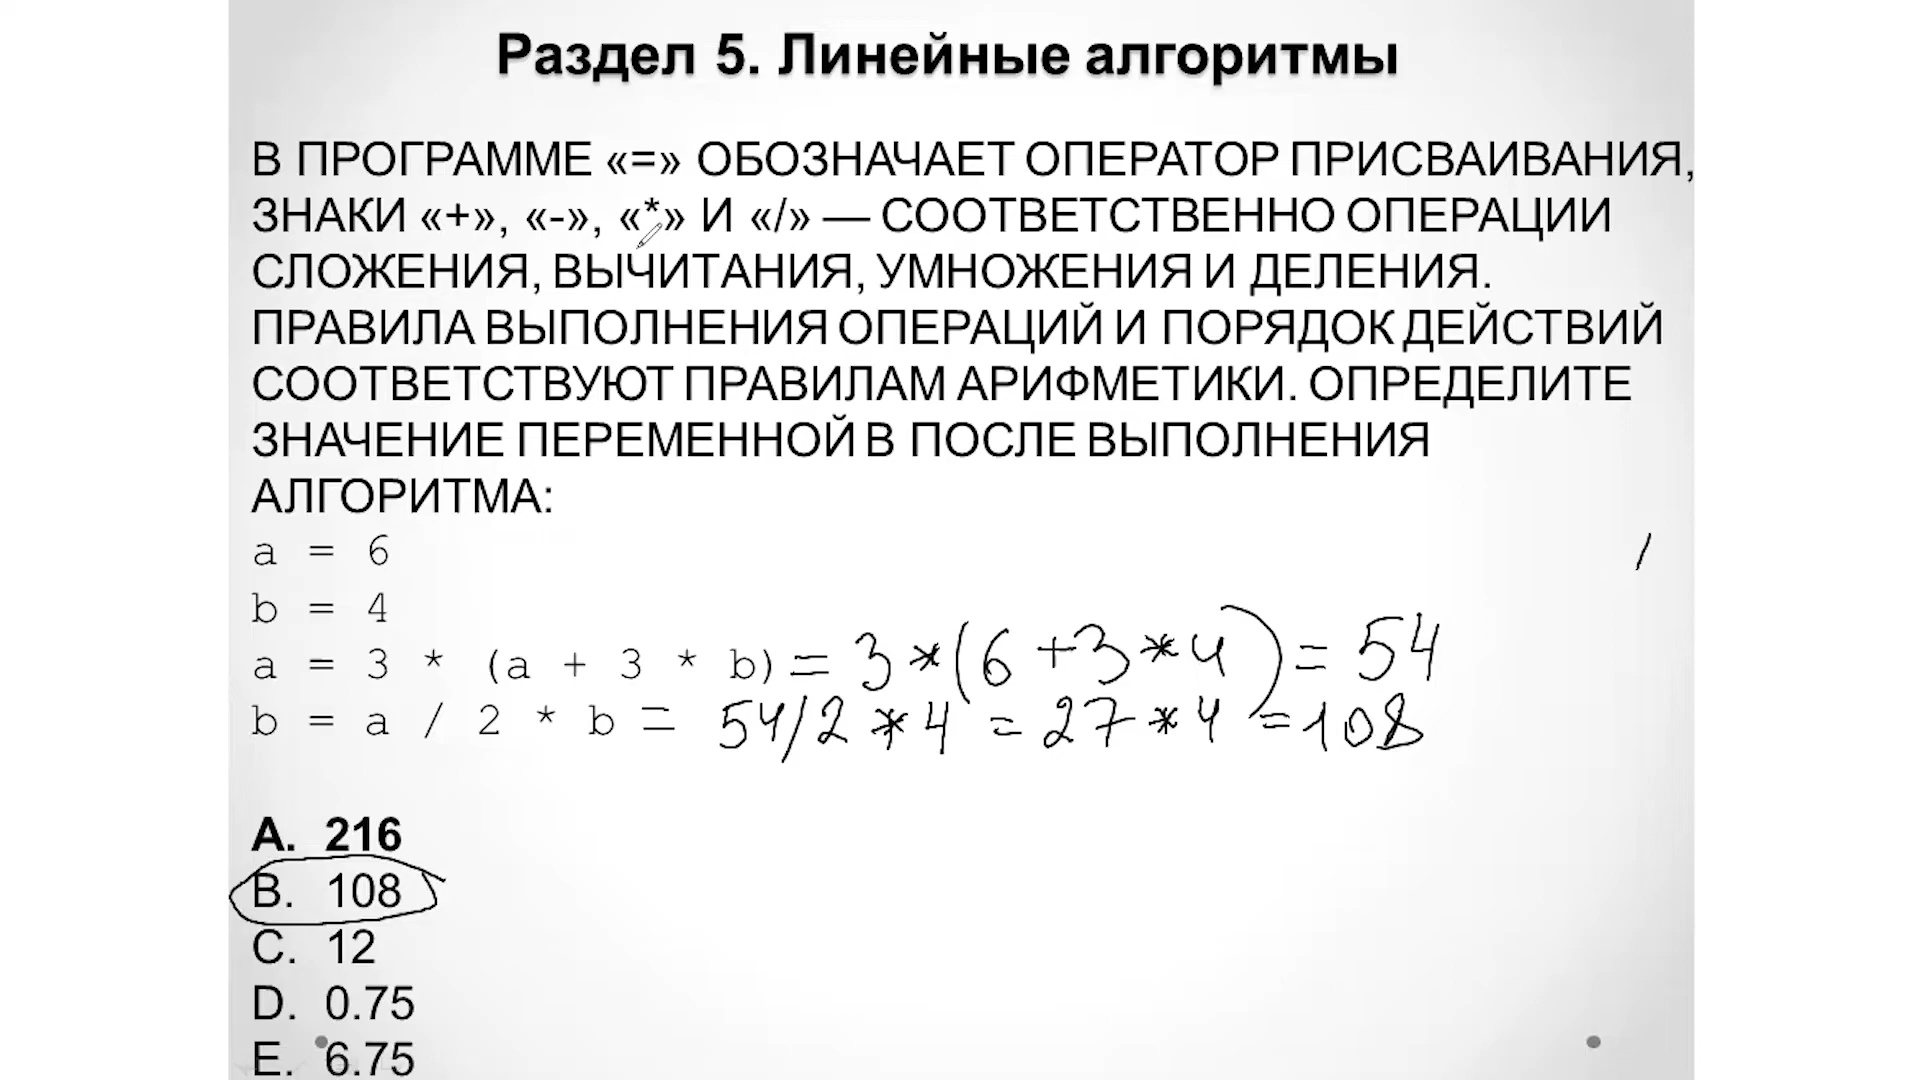 Раздел 5. Линейные алгоритмы
В ПРОГРАММЕ «=» ОБОЗНАЧАЕТ ОПЕРАТОР ПРИСВАИВАНИЯ,
ЗНАКИ «+», «-», «*» И «/» — СООТВЕТСТВЕННО ОПЕРАЦИИ
СЛОЖЕНИЯ, ВЫЧИТАНИЯ, УМНОЖЕНИЯ И ДЕЛЕНИЯ.
ПРАВИЛА ВЫПОЛНЕНИЯ ОПЕРАЦИЙ И ПОРЯДОК ДЕЙСТВИЙ
СООТВЕТСТВУЮТ ПРАВИЛАМ АРИФМЕТИКИ. ОПРЕДЕЛИТЕ
ЗНАЧЕНИЕ ПЕРЕМЕННОЙ В ПОСЛЕ ВЫПОЛНЕНИЯ
АЛГОРИТМА:
a = 6
b = 4
a = 3 * (a + 3 * b) = 3 * (6 + 3 * 4) = 54
b = a / 2 * b = 54/2 * 4 = 27 * 4 = 108
A. 216
B. 108
C. 12
D. 0.75
E. 6.75